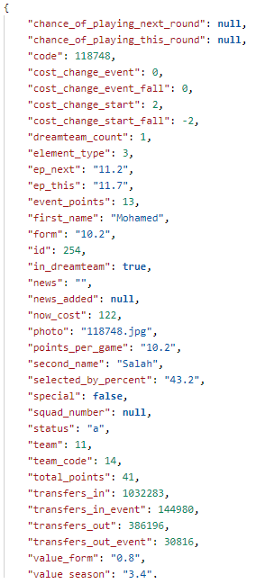 {
"chance_of_playing_next_round": null,
"chance_of_playing_this_round": null,
"code": 118748,
"cost_change_event": 0,
"cost_change_event_fall": 0,
"cost_change_start": 2,
"cost_change_start_fall": -2,
"dreamteam_count": 1,
"element_type": 3,
"ep_next": "11.2",
"ep_this": "11.7",
"event_points": 13,
"first_name": "Mohamed",
"form": "10.2",
"id": 254,
"in_dreamteam": true,
"news": "",
"news_added": null,
"now_cost": 122,
"photo": "118748.jpg",
"points_per_game": "10.2",
"second_name": "Salah",
"selected_by_percent": "43.2",
"special": false,
"squad_number": null,
"status": "a",
"team": 11,
"team_code": 14,
"total_points": 41,
"transfers_in": 1032283,
"transfers_in_event": 144980,
"transfers_out": 386196,
"transfers_out_event": 30816,
"value_form": "0.8",
"value_season": "3.4",